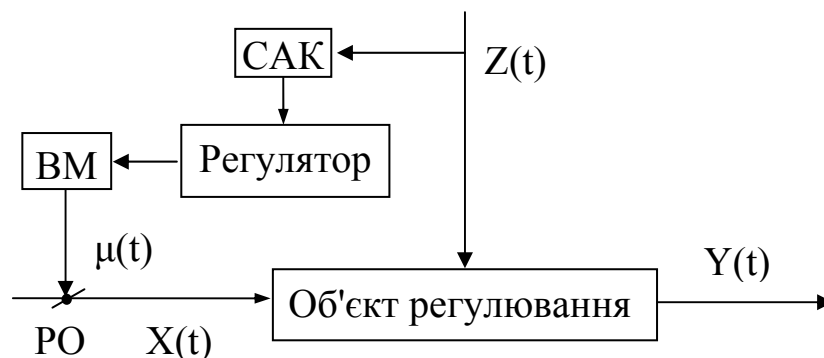 САК
Z(t)
ВМ
Регулятор
μ(t)
Y(t)
Об'єкт регулювання
РО
X(t)